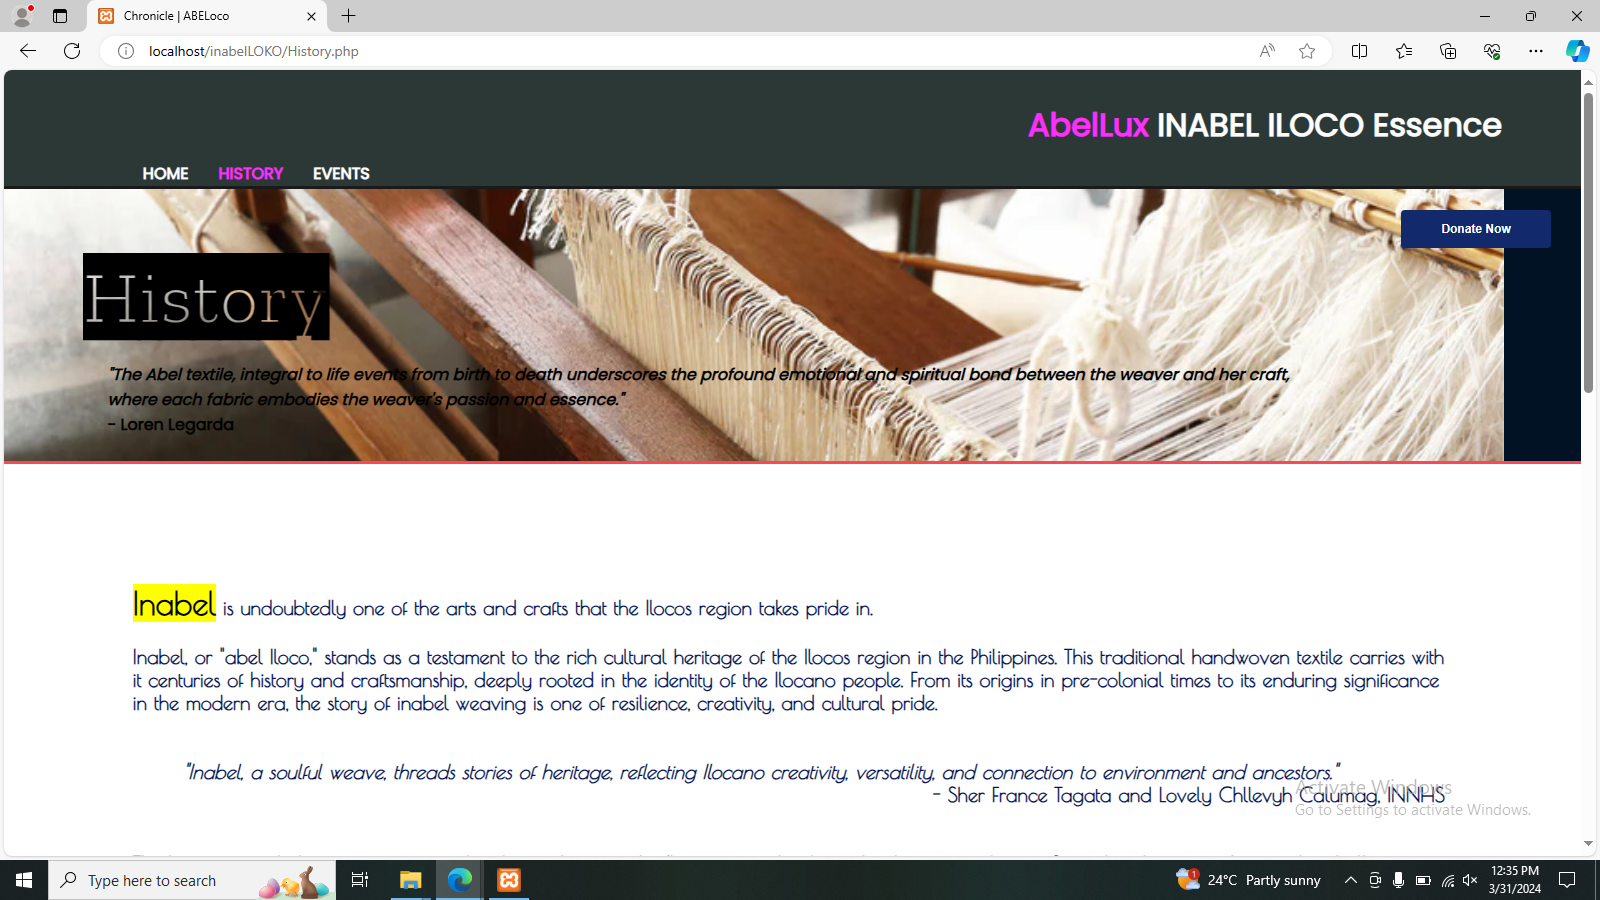 Chronicle | ABELoco
localhost/inabelLOKO/History.php
AbelLux INABEL ILOCO Essence
HOME HISTORY EVENTS
Donate Now
History
"The Abel textile, integral to life events from birth to death underscores the profound emotional and spiritual bond between the weaver and her craft,
where each fabric embodies the weaver's passion and essence."
- Loren Legarda
Inabel is undoubtedly one of the arts and crafts that the Ilocos region takes pride in.
Inabel, or "abel Iloco," stands as a testament to the rich cultural heritage of the Ilocos region in the Philippines. This traditional handwoven textile carries with
it centuries of history and craftsmanship, deeply rooted in the identity of the Ilocano people. From its origins in pre-colonial times to its enduring significance
in the modern era, the story of inabel weaving is one of resilience, creativity, and cultural pride.
"Inabel, a soulful weave, threads stories of heritage, reflecting Ilocano creativity, versatility, and connection to environment and ancestors."
- Sher France Tagata and Lovely Chllevyh Calumag, INNHS
Activate Windows
Go to Settings to activate Windows.
Type here to search
1
24°C Partly sunny
12:35 PM
3/31/2024